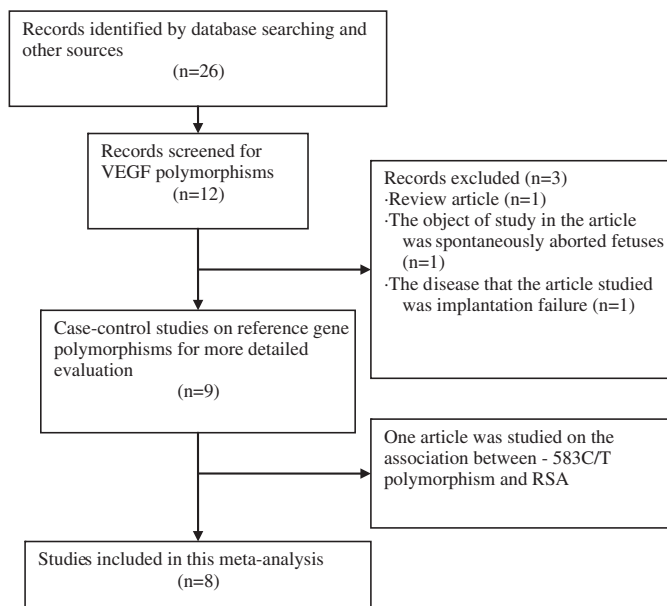 Records identified by database searching and
other sources
(n=26)
Records screened for
VEGF polymorphisms
(n=12)
Records excluded (n=3)
·Review article (n=1)
·The object of study in the article
was spontaneously aborted fetuses
(n=1)
·The disease that the article studied
was implantation failure (n=1)
Case-control studies on reference gene
polymorphisms for more detailed
evaluation
(n=9)
One article was studied on the
association between - 583C/T
polymorphism and RSA
Studies included in this meta-analysis
(n=8)